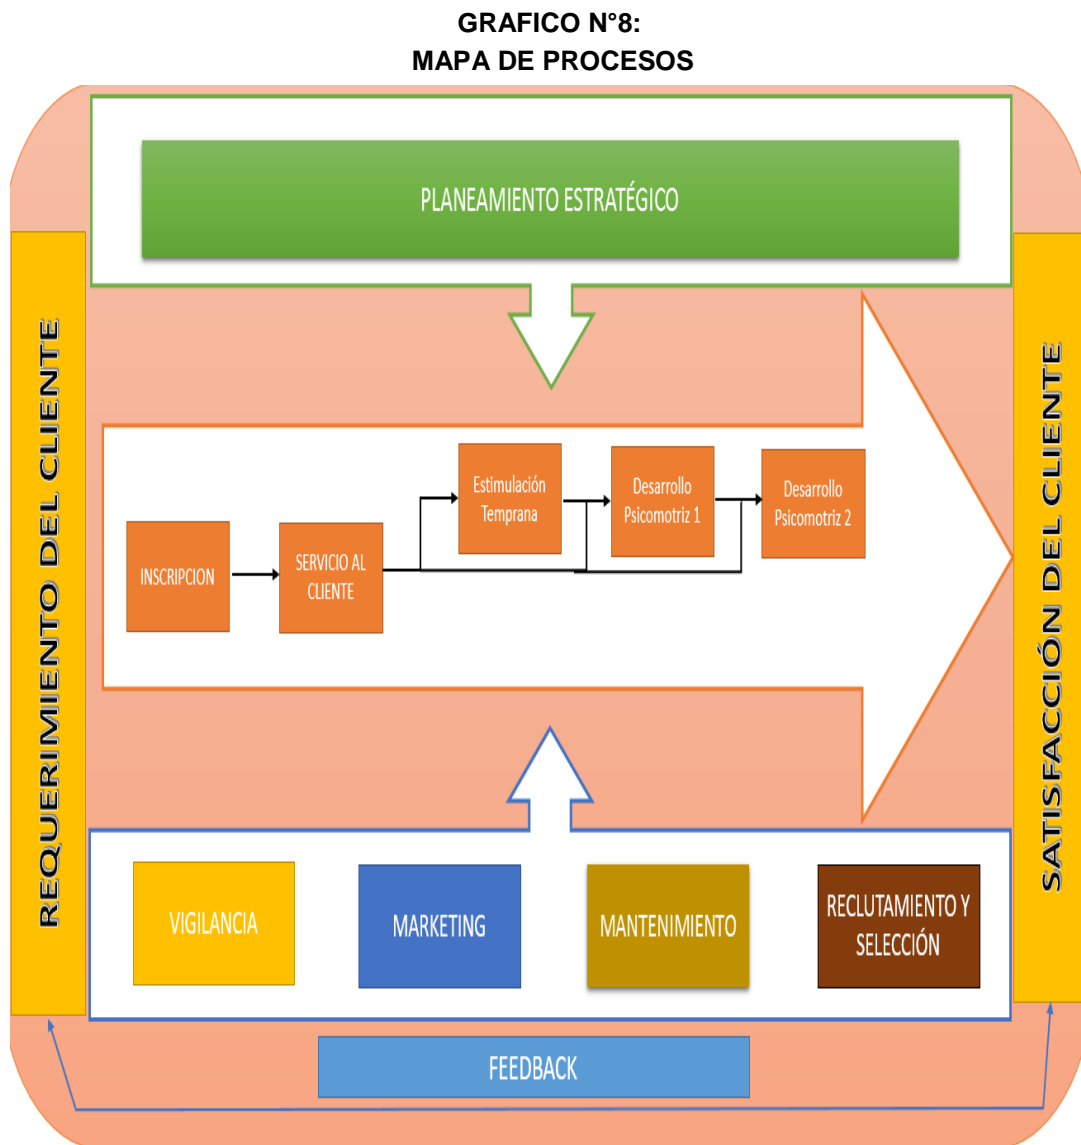 GRAFICO N°8:
MAPA DE PROCESOS
PLANEAMIENTO ESTRATÉGICO
REQUERIMIENTO DEL CLIENTE
INSCRIPCION
SERVICIO AL
CLIENTE
Estimulación
Temprana
Desarrollo
Psicomotriz 1
Desarrollo
Psicomotriz 2
SATISFACCIÓN DEL CLIENTE
VIGILANCIA
MARKETING
MANTENIMIENTO
RECLUTAMIENTO Y
SELECCIÓN
FEEDBACK